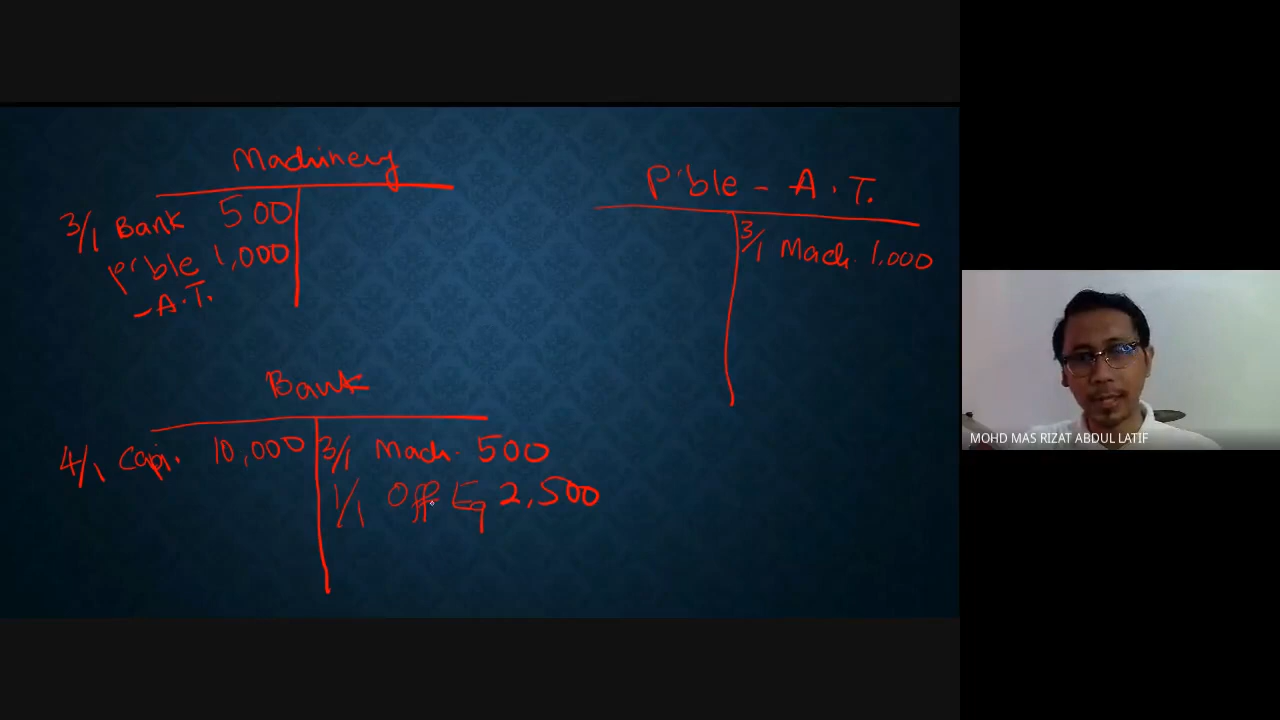 Machinery
3/1 Bank 500
P'ble 1,000
- A.T.
P'ble - A.T.
3/1 Mach. 1,000
Bank
4/1 Capi. 10,000
3/1 Mach. 500
1/1 Off Eq 2,500
MOHD MAS RIZAT ABDUL LATIF